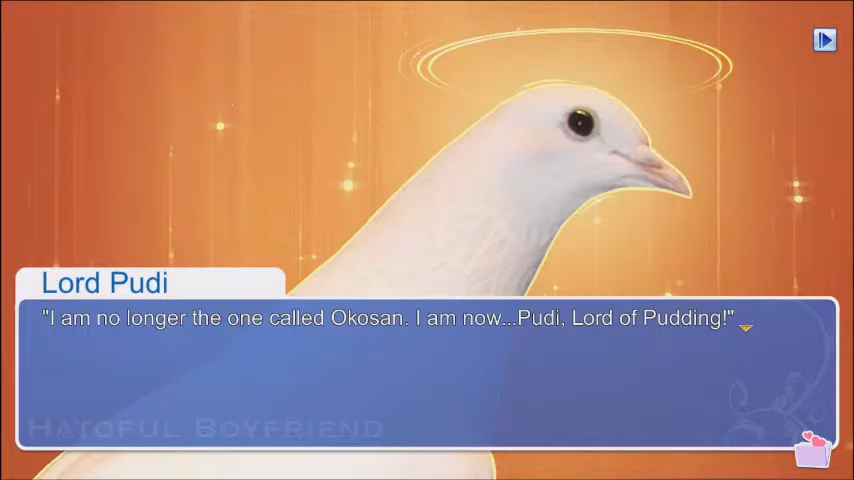 Lord Pudi
"I am no longer the one called Okosan. I am now...Pudi, Lord of Pudding!"
HATOFUL BOYFRIEND